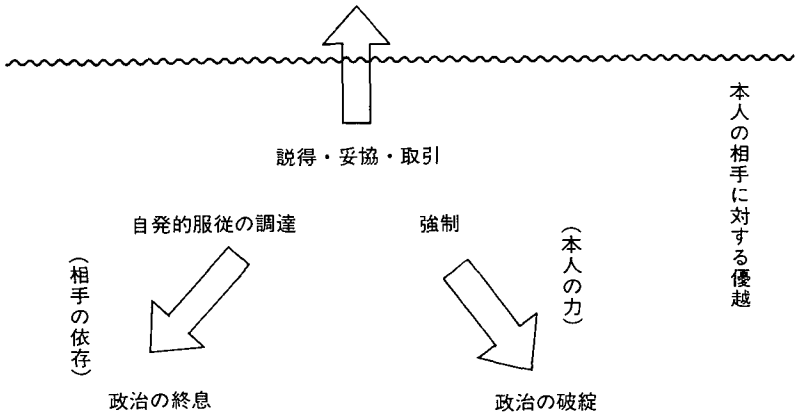 本人の相手に対する優越
説得・妥協・取引
自発的服従の調達
強制
（相手の依存）
（本人の力）
政治の終息
政治の破綻